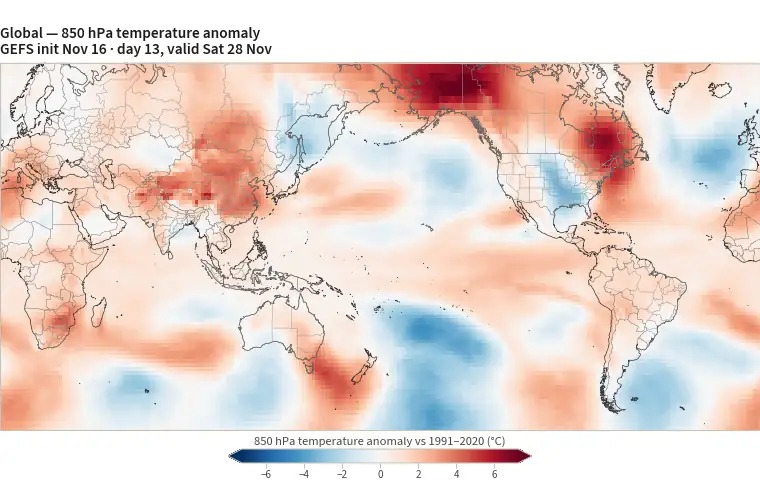 Global — 850 hPa temperature anomaly
GEFS init Nov 16 · day 13, valid Sat 28 Nov
850 hPa temperature anomaly vs 1991–2020 (°C)
−6 −4 −2 0 2 4 6